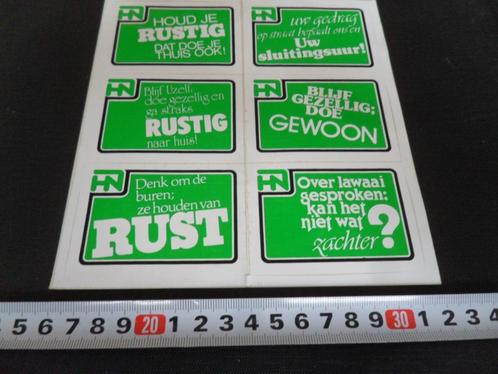 HN
HOUD JE
RUSTIG
DAT DOE JE
THUIS OOK!
HN
uw gedrag
op straat bepaalt ons en
Uw
sluitingsuur!
HN
Blijf Uzelf;
doe gezellig en
ga straks
RUSTIG
naar huis!
HN
BLIJF
GEZELLIG;
DOE
GEWOON
HN
Denk om de
buren;
ze houden van
RUST
HN
Over lawaai
gesproken:
kan het
niet wat
zachter?
5 6 7 8 9 20 1 2 3 4 5 6 7 8 9 30 1 2 3 4